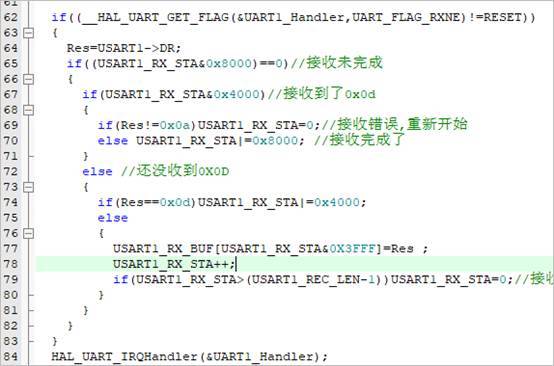 61
62 if((__HAL_UART_GET_FLAG(&UART1_Handler,UART_FLAG_RXNE)!=RESET))
63 {
64 Res=USART1->DR;
65 if((USART1_RX_STA&0x8000)==0)//接收未完成
66 {
67 if(USART1_RX_STA&0x4000)//接收到了0x0d
68 {
69 if(Res!=0x0a)USART1_RX_STA=0;//接收错误,重新开始
70 else USART1_RX_STA|=0x8000; //接收完成了
71 }
72 else //还没收到0X0D
73 {
74 if(Res==0x0d)USART1_RX_STA|=0x4000;
75 else
76 {
77 USART1_RX_BUF[USART1_RX_STA&0X3FFF]=Res ;
78 USART1_RX_STA++;
79 if(USART1_RX_STA>(USART1_REC_LEN-1))USART1_RX_STA=0;//接收
80 }
81 }
82 }
83 }
84 HAL_UART_IRQHandler(&UART1_Handler);